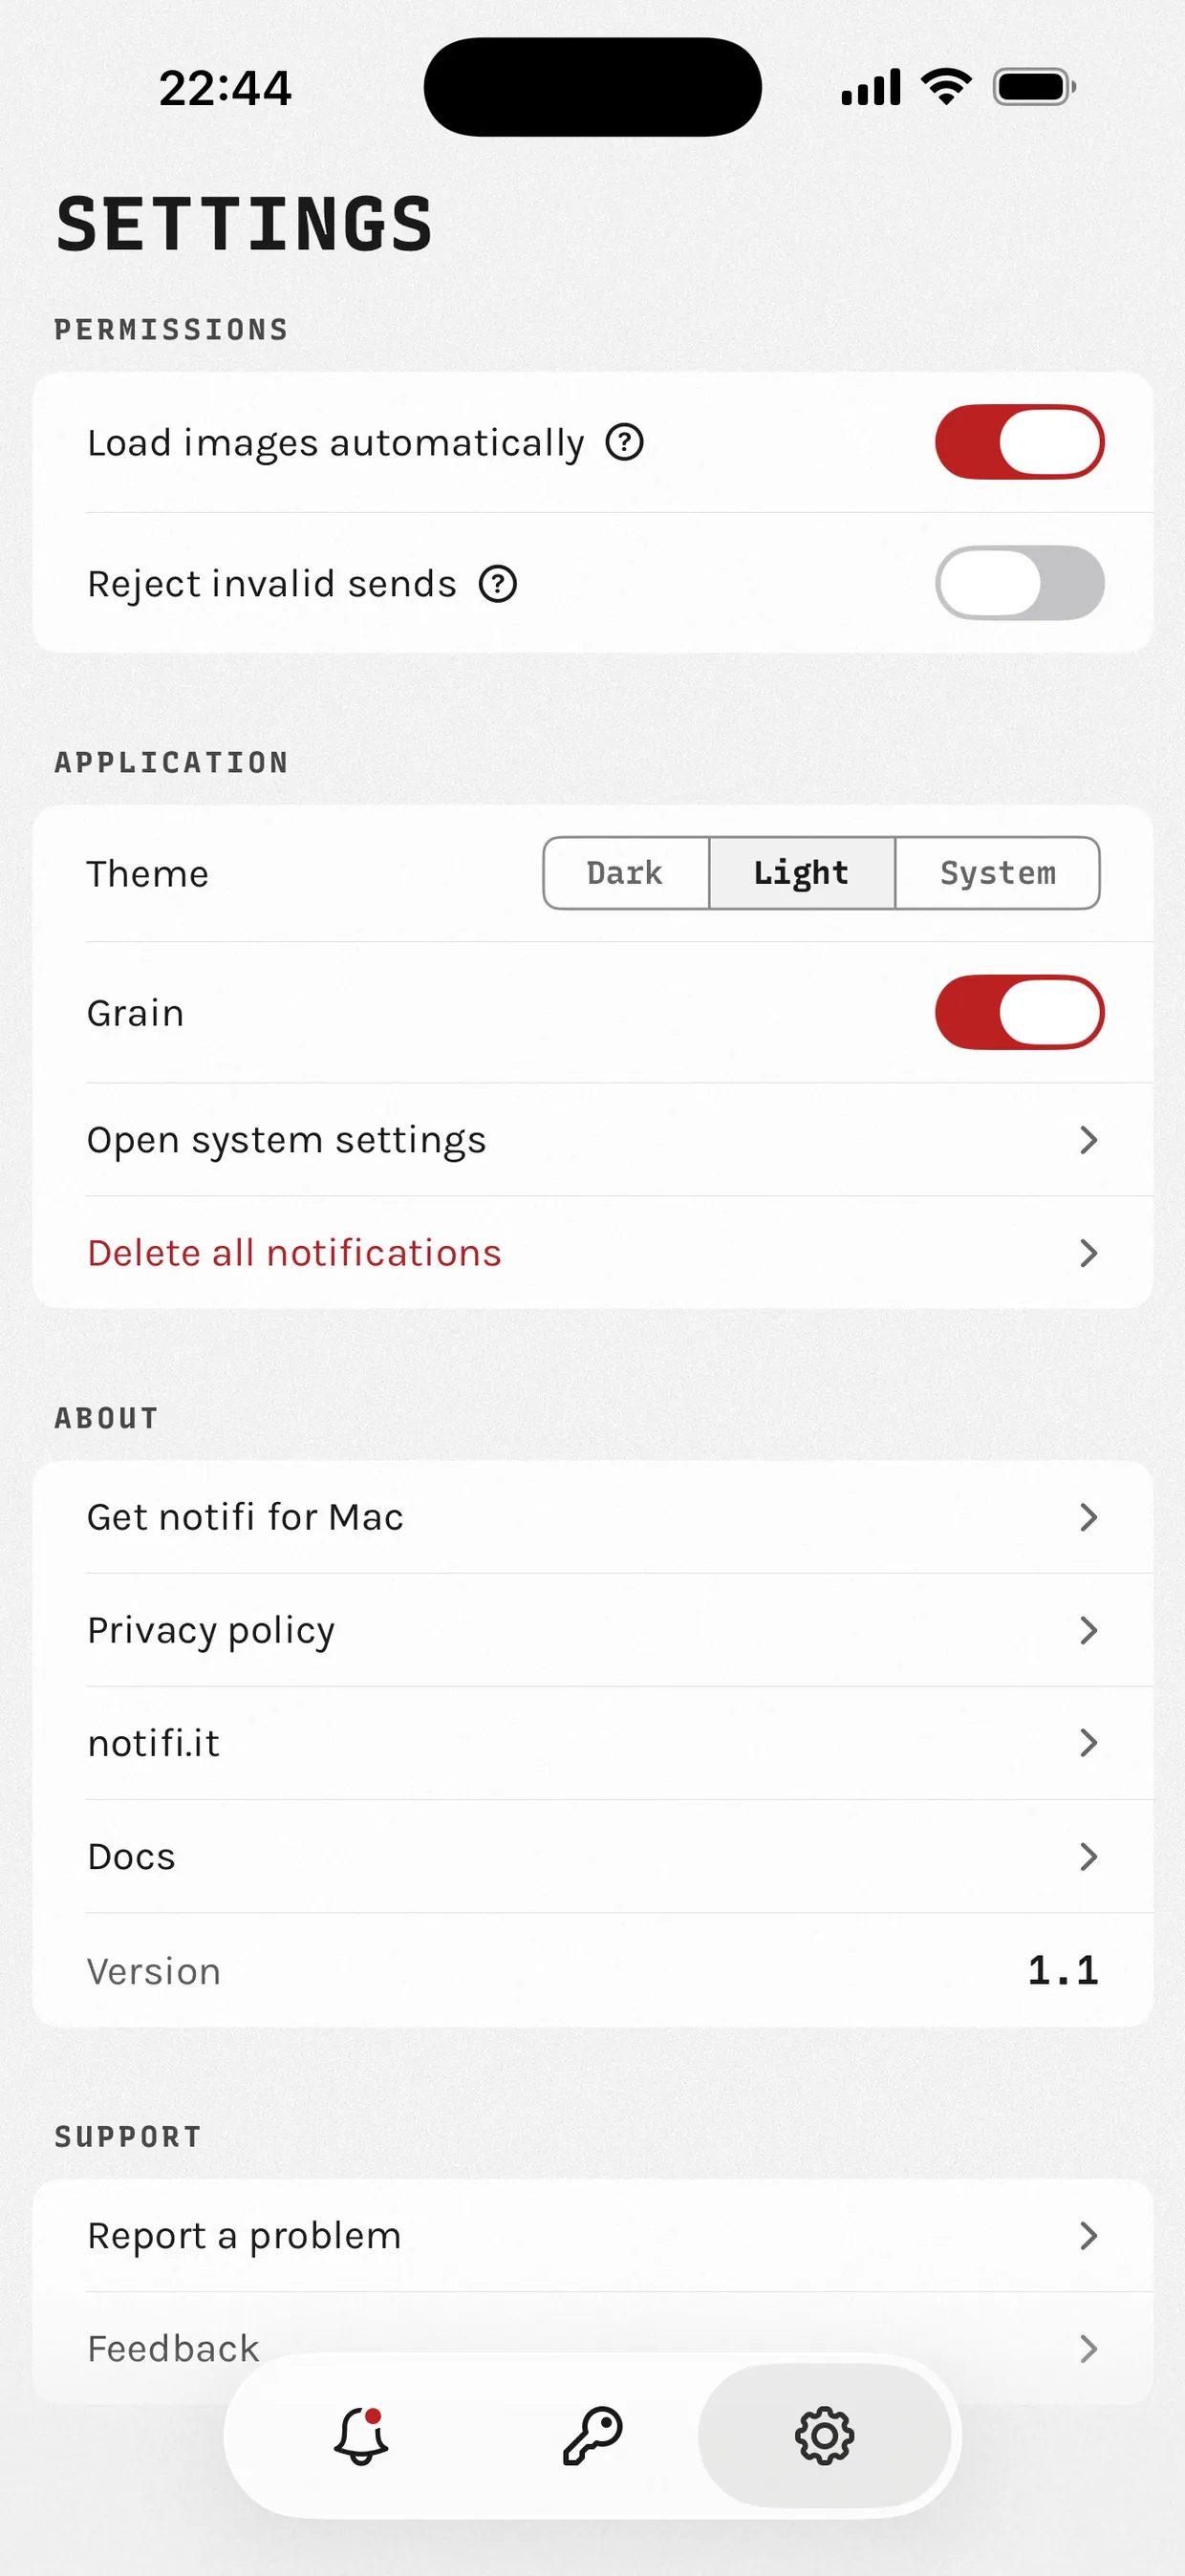 22:44
SETTINGS
PERMISSIONS
Load images automatically ?
Reject invalid sends ?
APPLICATION
Theme Dark Light System
Grain
Open system settings
Delete all notifications
ABOUT
Get notifi for Mac
Privacy policy
notifi.it
Docs
Version 1.1
SUPPORT
Report a problem
Feedback